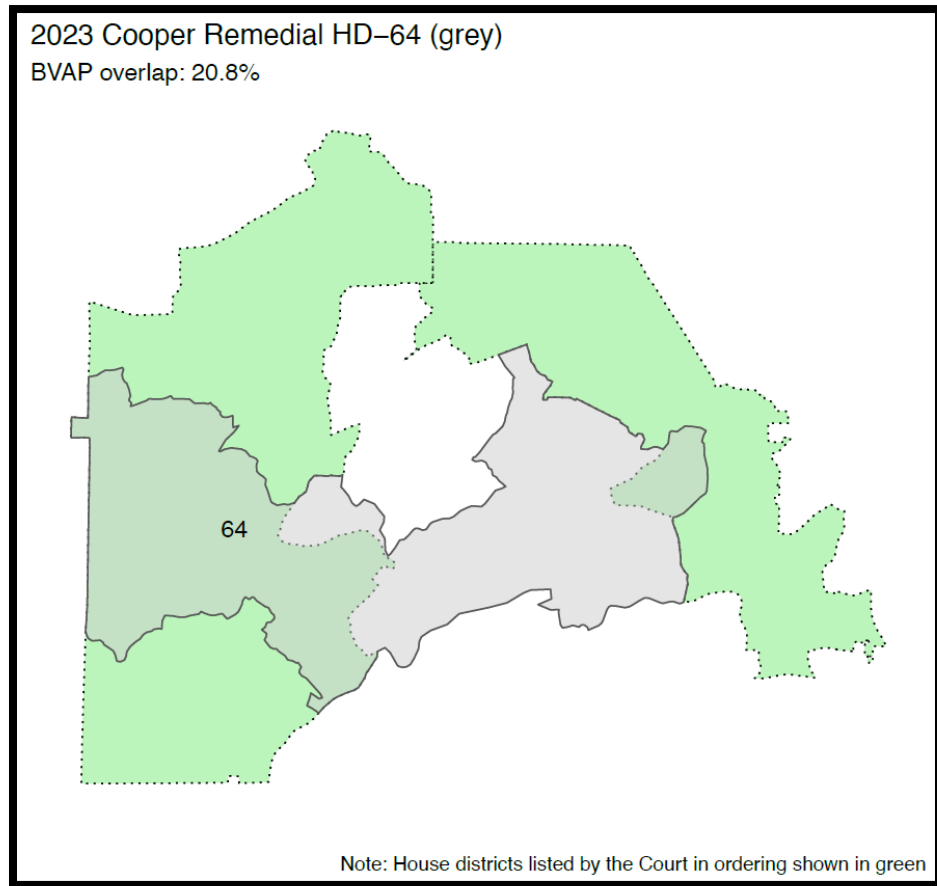 2023 Cooper Remedial HD−64 (grey)
BVAP overlap: 20.8%
64
Note: House districts listed by the Court in ordering shown in green